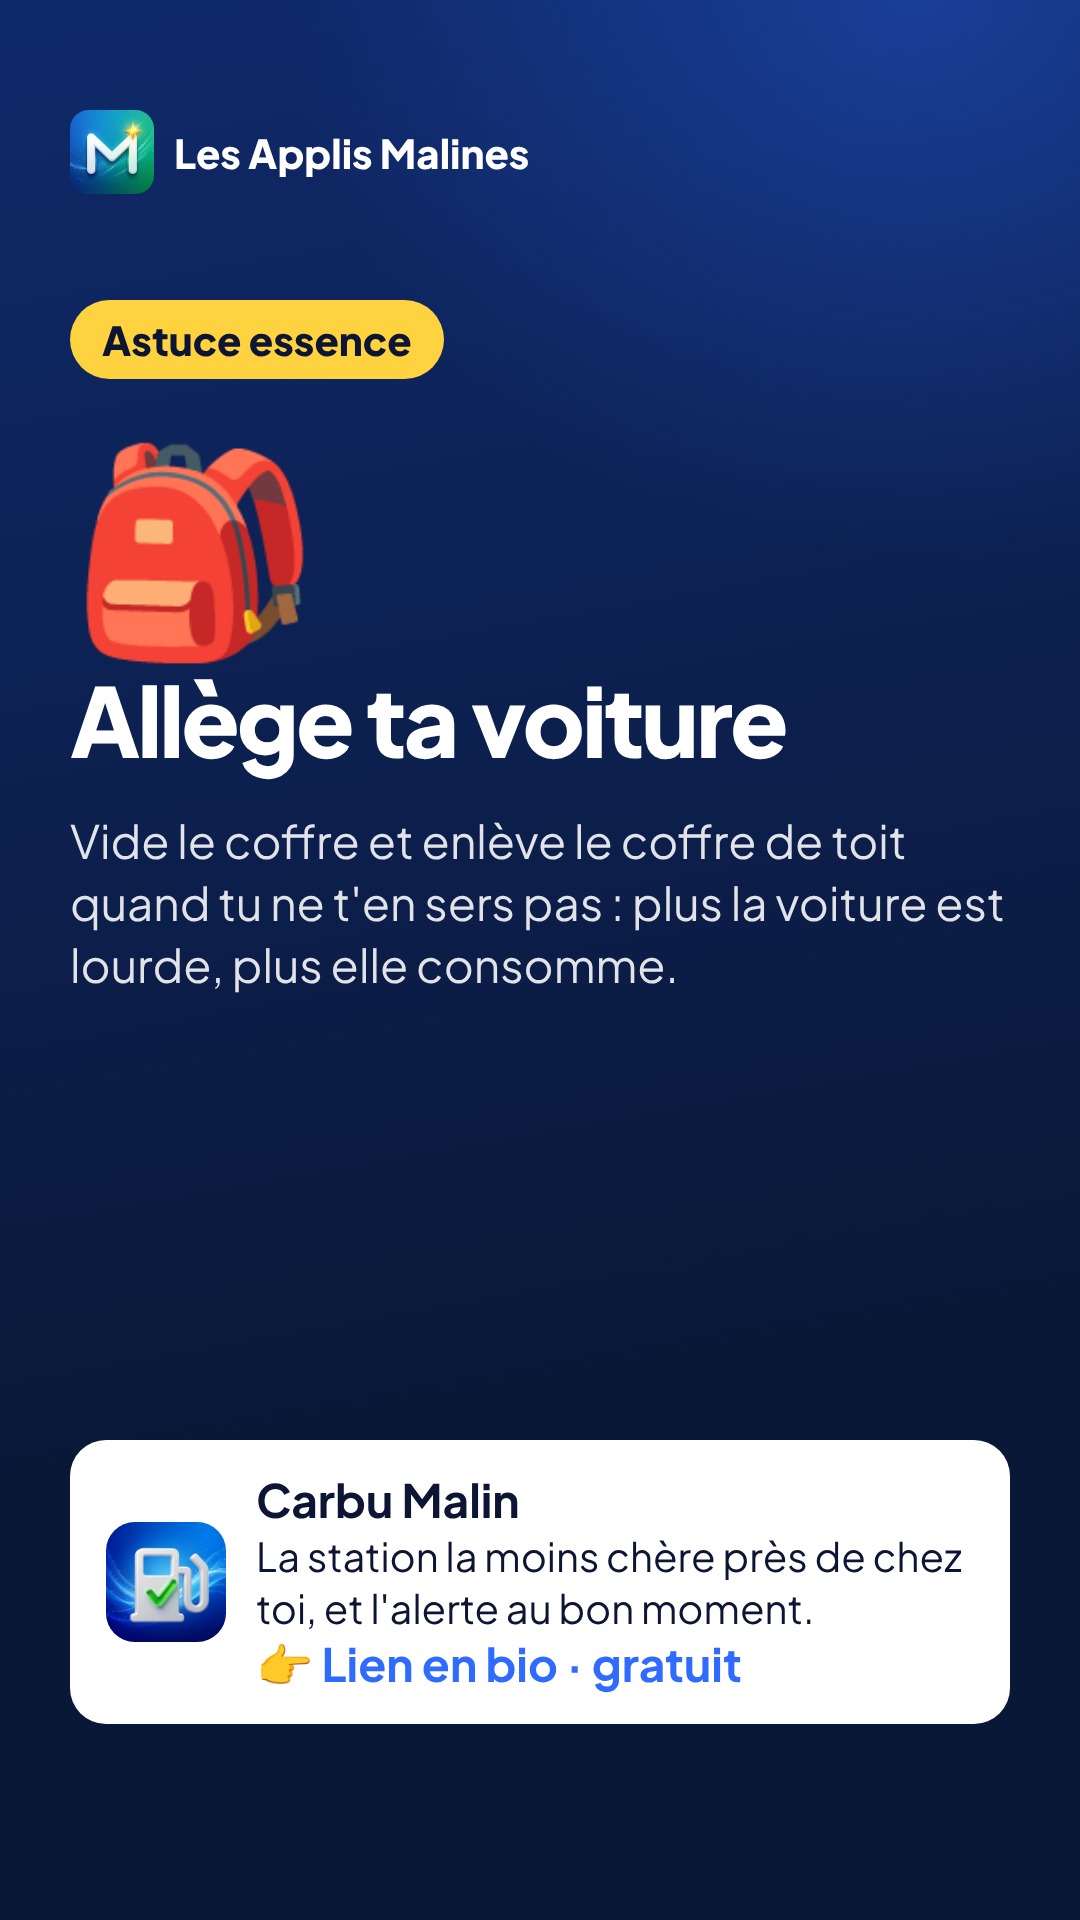 Les Applis Malines
Astuce essence
Allège ta voiture
Vide le coffre et enlève le coffre de toit
quand tu ne t'en sers pas : plus la voiture est
lourde, plus elle consomme.
Carbu Malin
La station la moins chère près de chez
toi, et l'alerte au bon moment.
👉 Lien en bio · gratuit